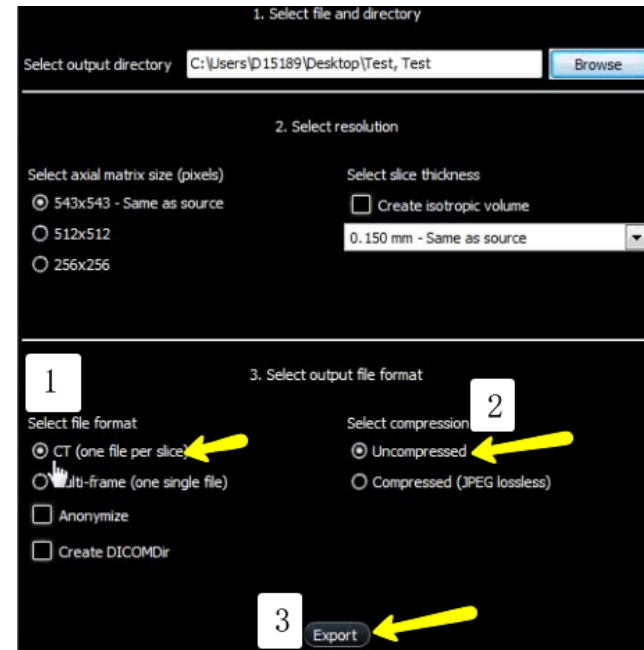 1. Select file and directory
Select output directory C:\Users\D15189\Desktop\Test, Test Browse
2. Select resolution
Select axial matrix size (pixels) Select slice thickness
543x543 - Same as source Create isotropic volume
512x512 0.150 mm - Same as source
256x256
1 3. Select output file format 2
Select file format Select compression
CT (one file per slice) Uncompressed
(one single file) Compressed (JPEG lossless)
Anonymize
Create DICOMDir
3 Export